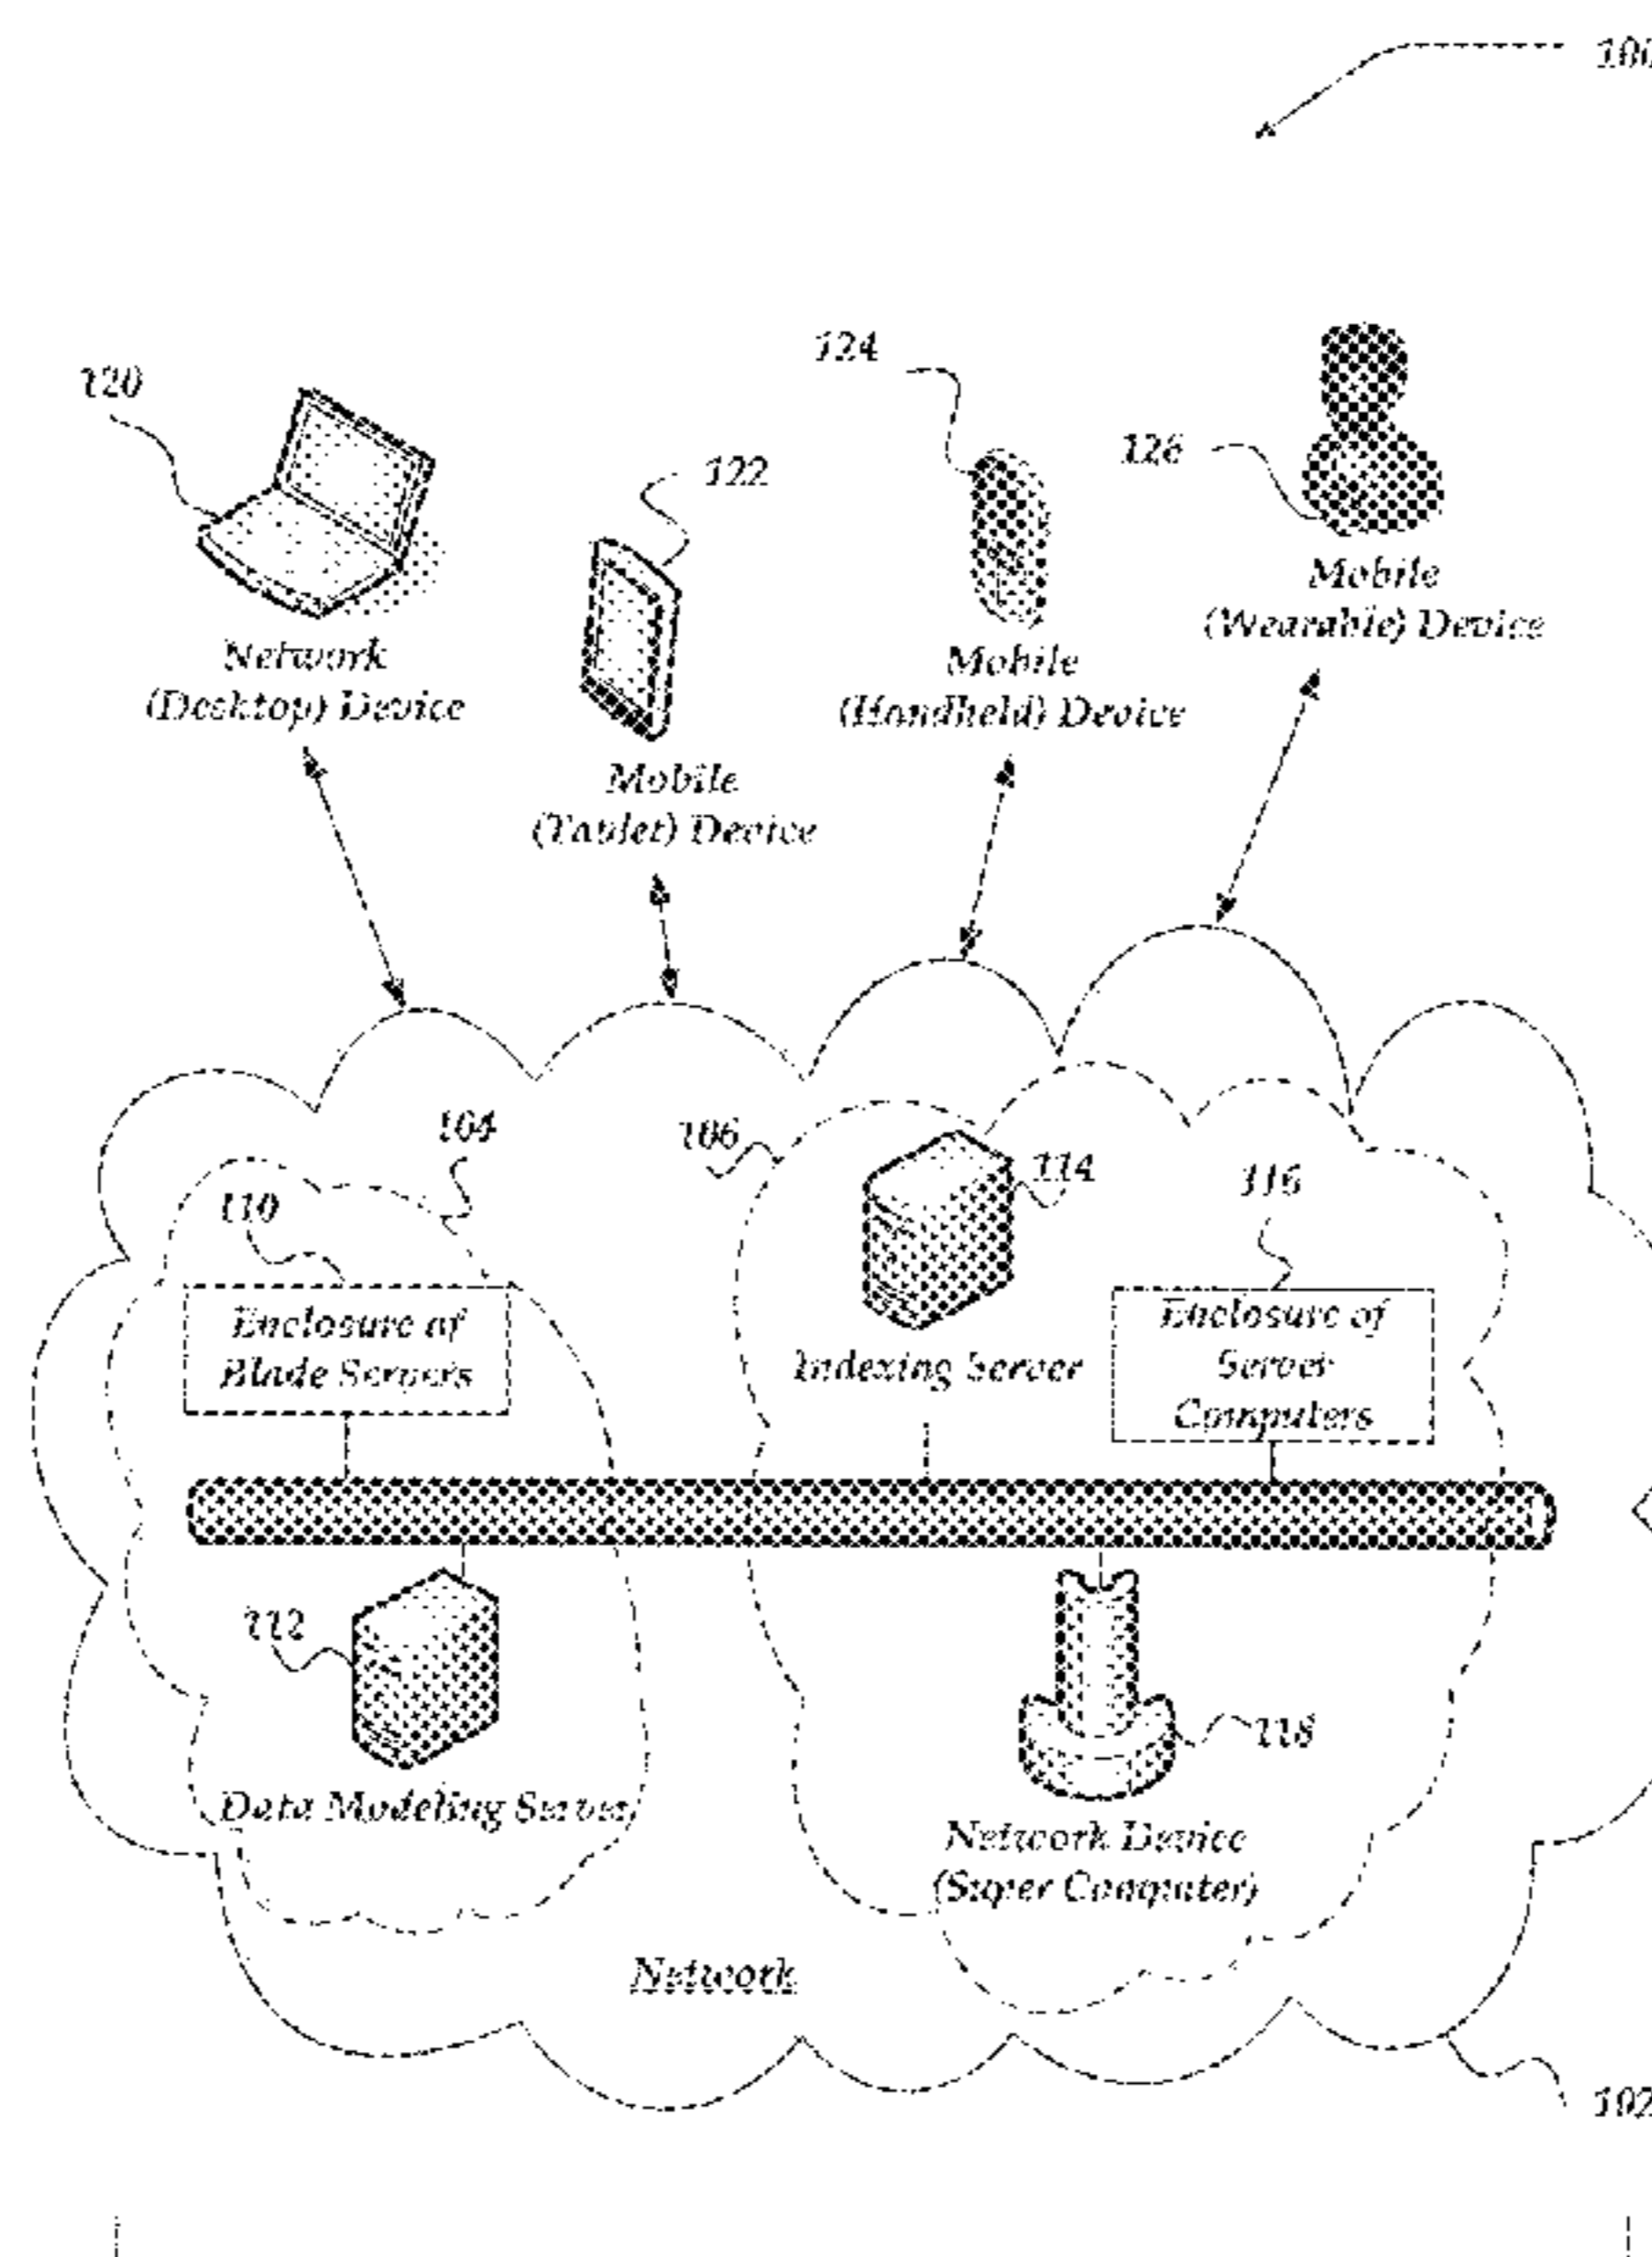 100
124
120
126
122
Mobile
(Wearable) Device
Network
(Desktop) Device
Mobile
(Handheld) Device
Mobile
(Tablet) Device
104
106
114
116
110
Enclosure of
Blade Servers
Indexing Server
Enclosure of
Server
Computers
112
118
Data Modeling Server
Network Device
(Super Computer)
Network
102